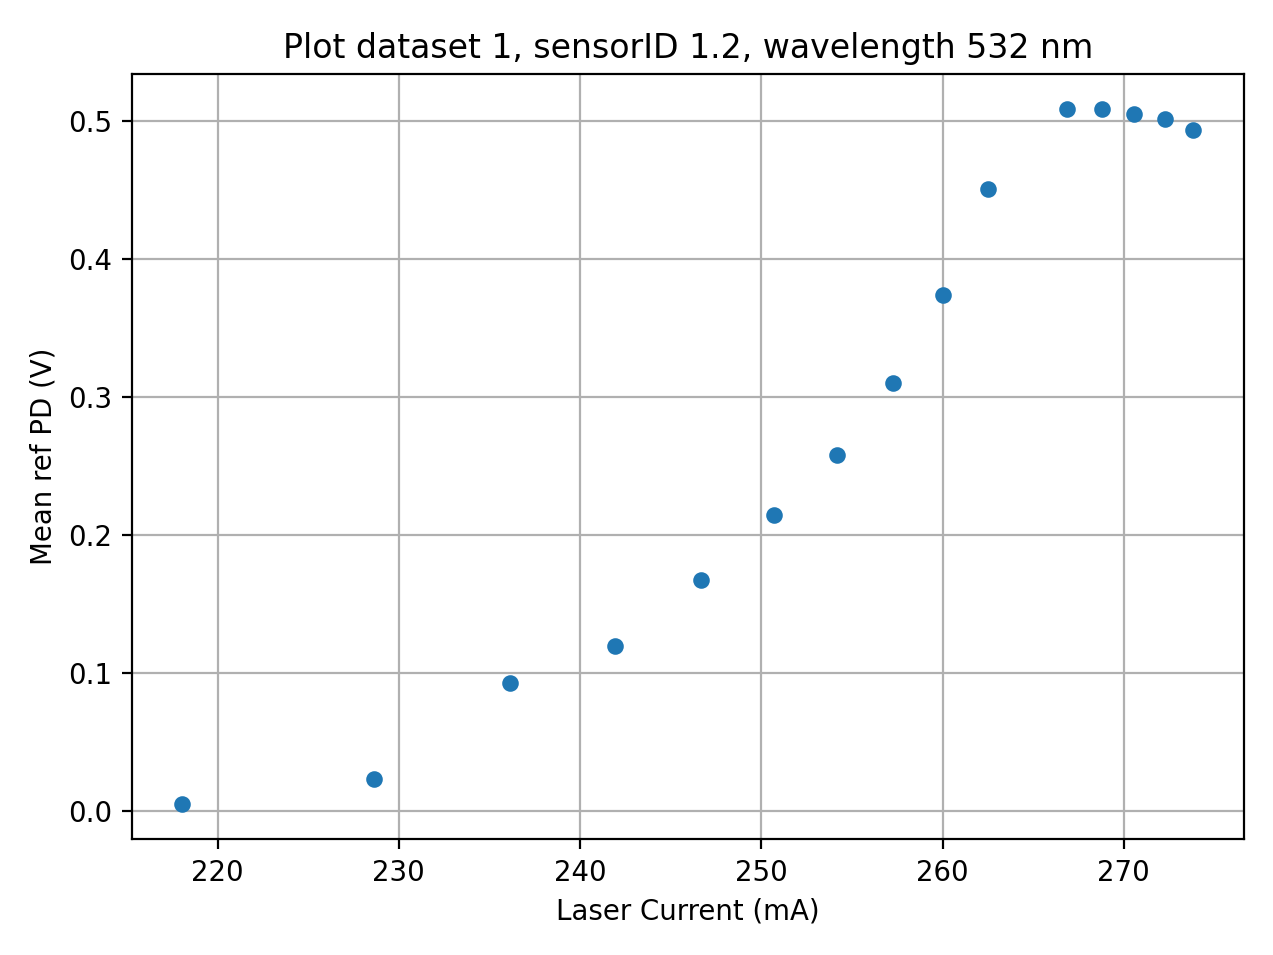 Plot dataset 1, sensorID 1.2, wavelength 532 nm
Mean ref PD (V)
0.5
0.4
0.3
0.2
0.1
0.0
220 230 240 250 260 270
Laser Current (mA)